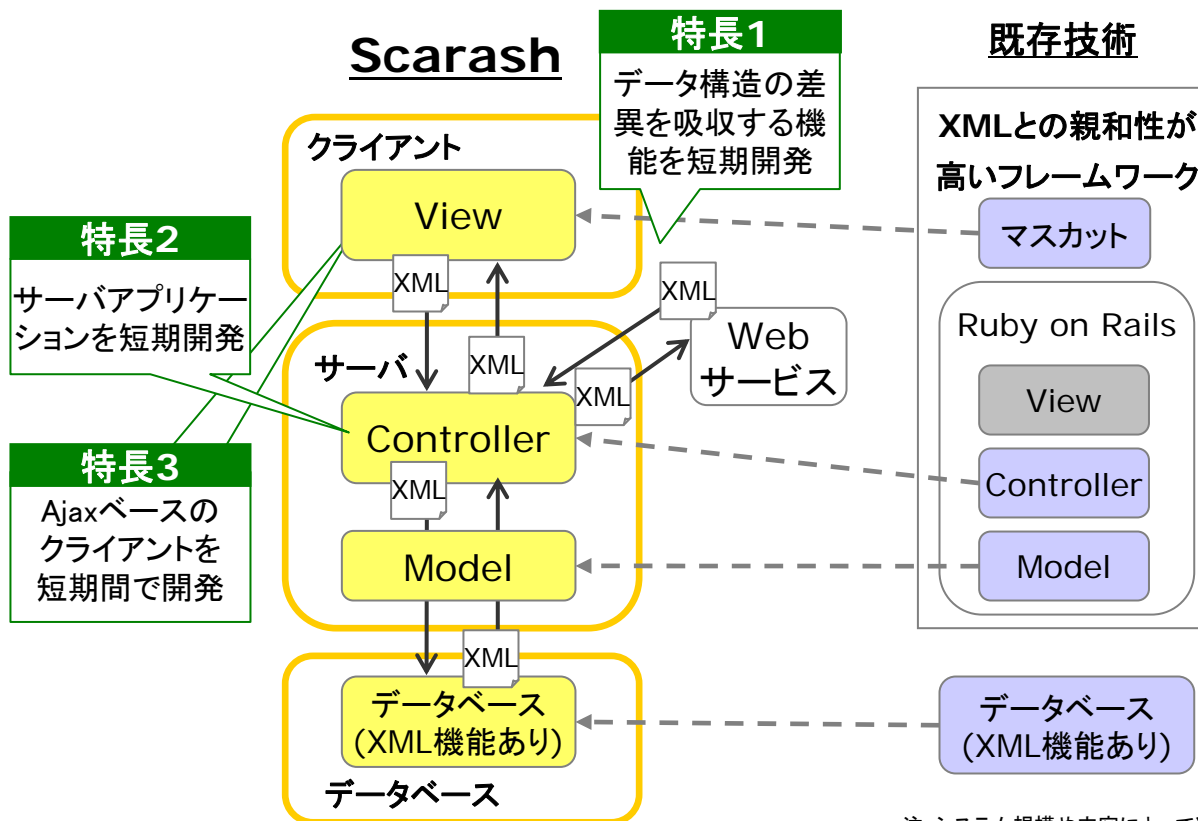 Scarash
特長1
データ構造の差
異を吸収する機
能を短期開発
既存技術
XMLとの親和性が
高いフレームワーク
クライアント
View
マスカット
特長2
サーバアプリケー
ションを短期開発
XML
XML
XML
XML
Web
サービス
Ruby on Rails
View
Controller
Model
サーバ
Controller
特長3
Ajaxベースの
クライアントを
短期間で開発
XML
Model
XML
データベース
(XML機能あり)
データベース
データベース
(XML機能あり)